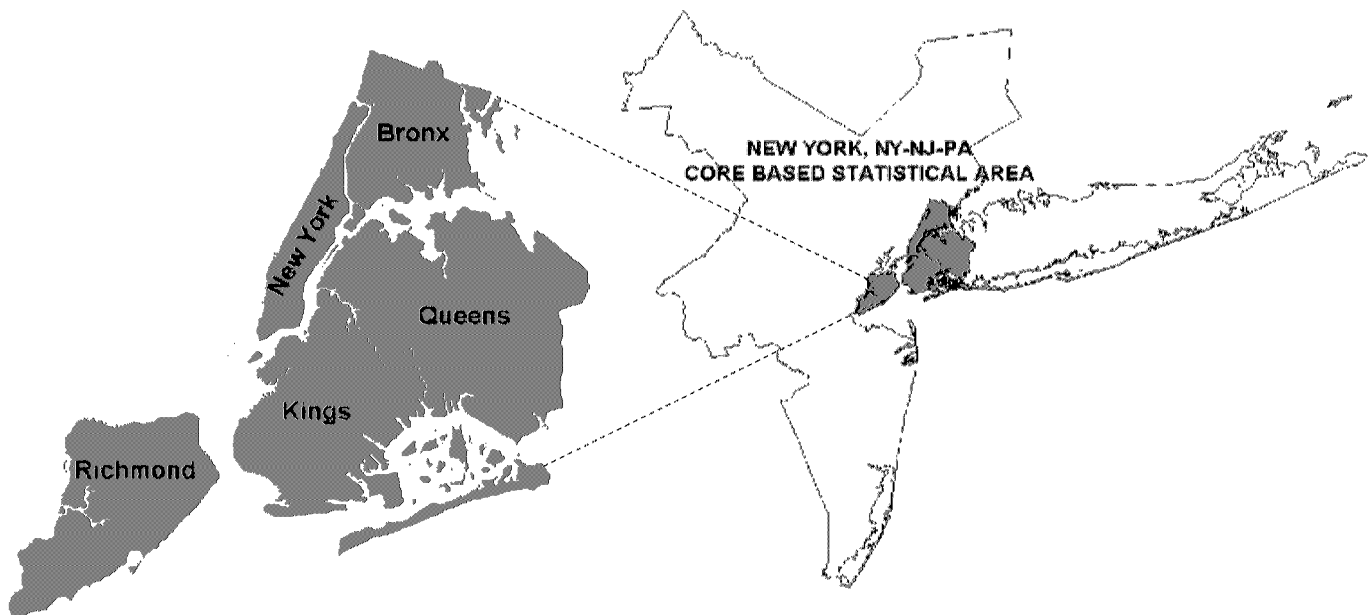 Bronx
New York
Queens
Kings
Richmond
NEW YORK, NY-NJ-PA
CORE BASED STATISTICAL AREA